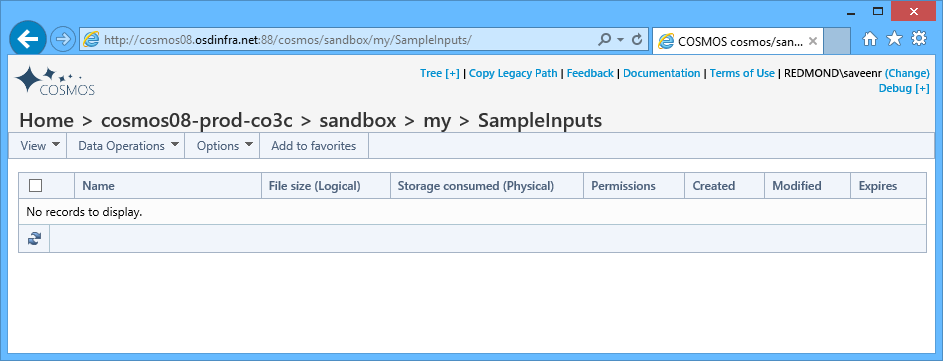 http://cosmos08.osdinfra.net:88/cosmos/sandbox/my/SampleInputs/
COSMOS cosmos/san...
COSMOS
Tree [+] | Copy Legacy Path | Feedback | Documentation | Terms of Use | REDMOND\saveenr (Change)
Debug [+]
Home > cosmos08-prod-co3c > sandbox > my > SampleInputs
View Data Operations Options Add to favorites
Name File size (Logical) Storage consumed (Physical) Permissions Created Modified Expires
No records to display.